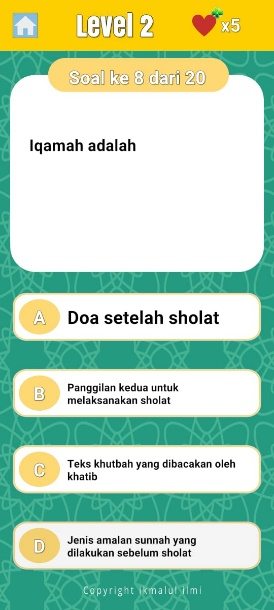 Level 2
x5
Soal ke 8 dari 20
Iqamah adalah
A Doa setelah sholat
B Panggilan kedua untuk
melaksanakan sholat
C Teks khutbah yang dibacakan oleh
khatib
D Jenis amalan sunnah yang
dilakukan sebelum sholat
Copyright ikmalul ilmi